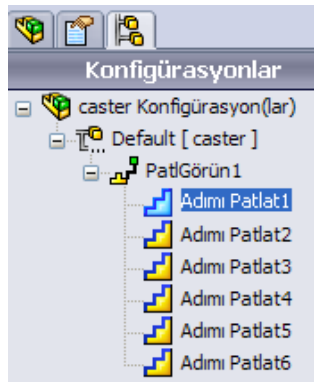 Konfigürasyonlar
caster Konfigürasyon(lar)
Default [ caster ]
PatlGörün1
Adımı Patlat1
Adımı Patlat2
Adımı Patlat3
Adımı Patlat4
Adımı Patlat5
Adımı Patlat6